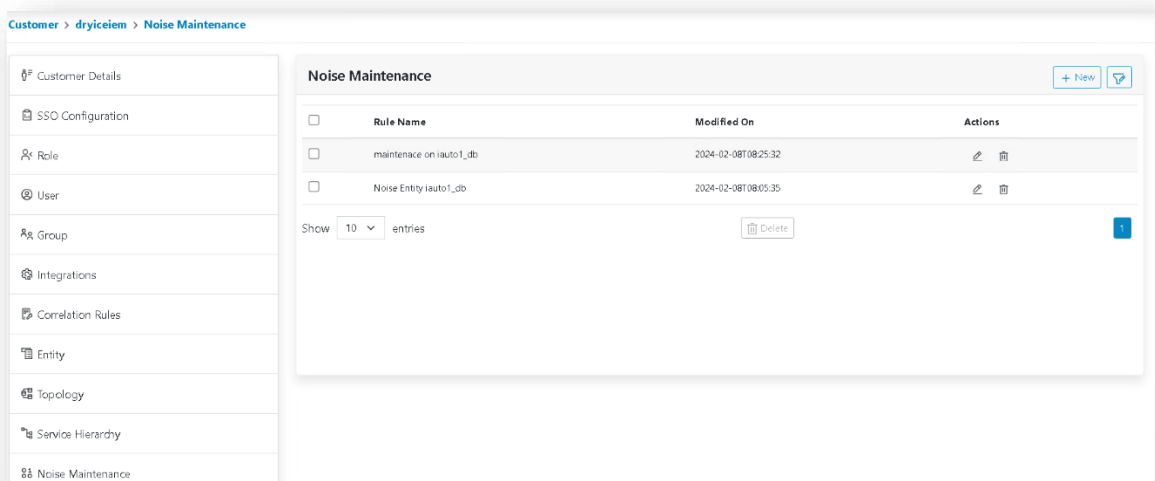 Customer > dryiceiem > Noise Maintenance
Customer Details
SSO Configuration
Role
User
Group
Integrations
Correlation Rules
Entity
Topology
Service Hierarchy
Noise Maintenance
Noise Maintenance
+ New
Rule Name Modified On Actions
maintenace on iauto1_db 2024-02-08T08:25:32
Noise Entity iauto1_db 2024-02-08T08:05:35
Show 10 entries Delete 1